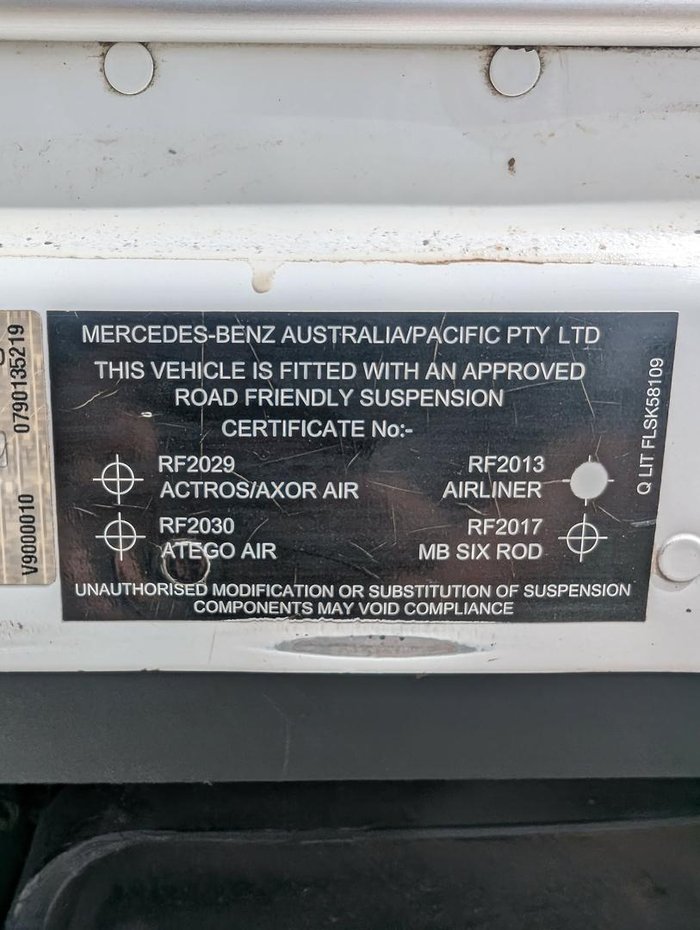 MERCEDES-BENZ AUSTRALIA/PACIFIC PTY LTD
THIS VEHICLE IS FITTED WITH AN APPROVED
ROAD FRIENDLY SUSPENSION
CERTIFICATE No:-
RF2029
ACTROS/AXOR AIR
RF2013
AIRLINER
RF2030
ATEGO AIR
RF2017
MB SIX ROD
UNAUTHORISED MODIFICATION OR SUBSTITUTION OF SUSPENSION
COMPONENTS MAY VOID COMPLIANCE
Q LIT FLSK58109
V9000010 0790135219